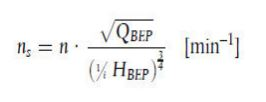 nₛ = n · √Q_BEP / (¹⁄ᵢ H_BEP)^¾ [min⁻¹]